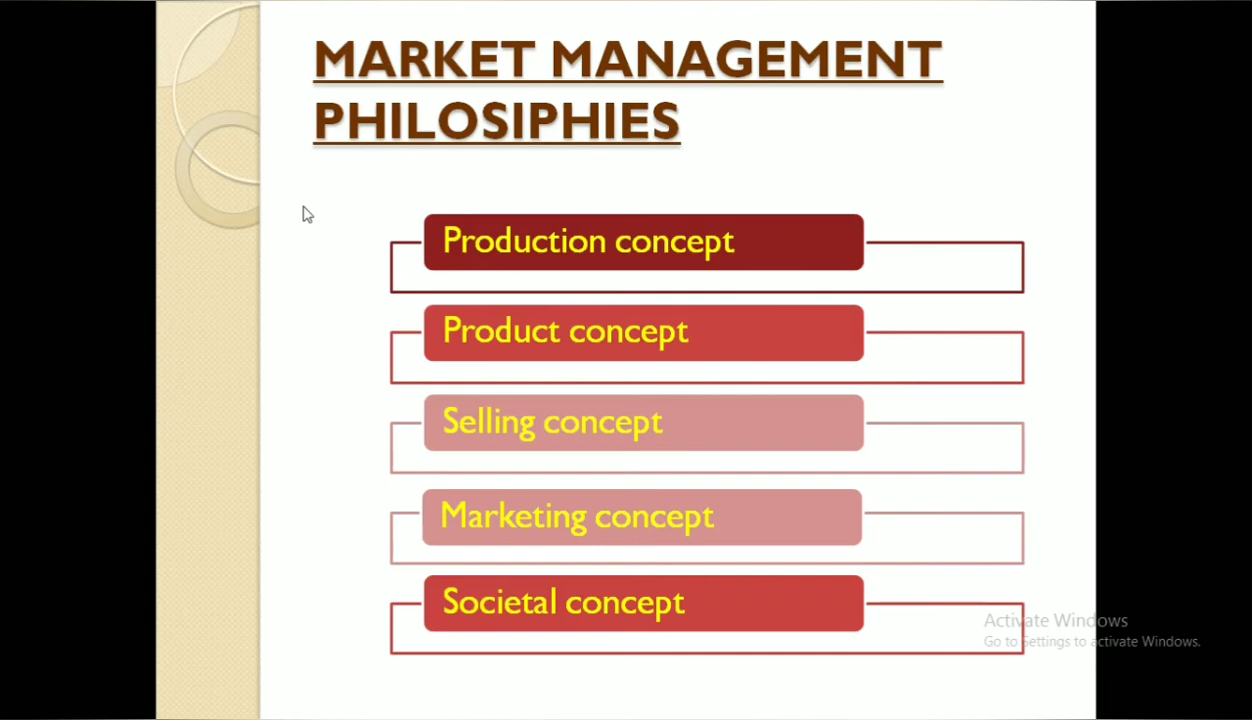 MARKET MANAGEMENT
PHILOSIPHIES
Production concept
Product concept
Selling concept
Marketing concept
Societal concept
Activate Windows
Go to Settings to activate Windows.